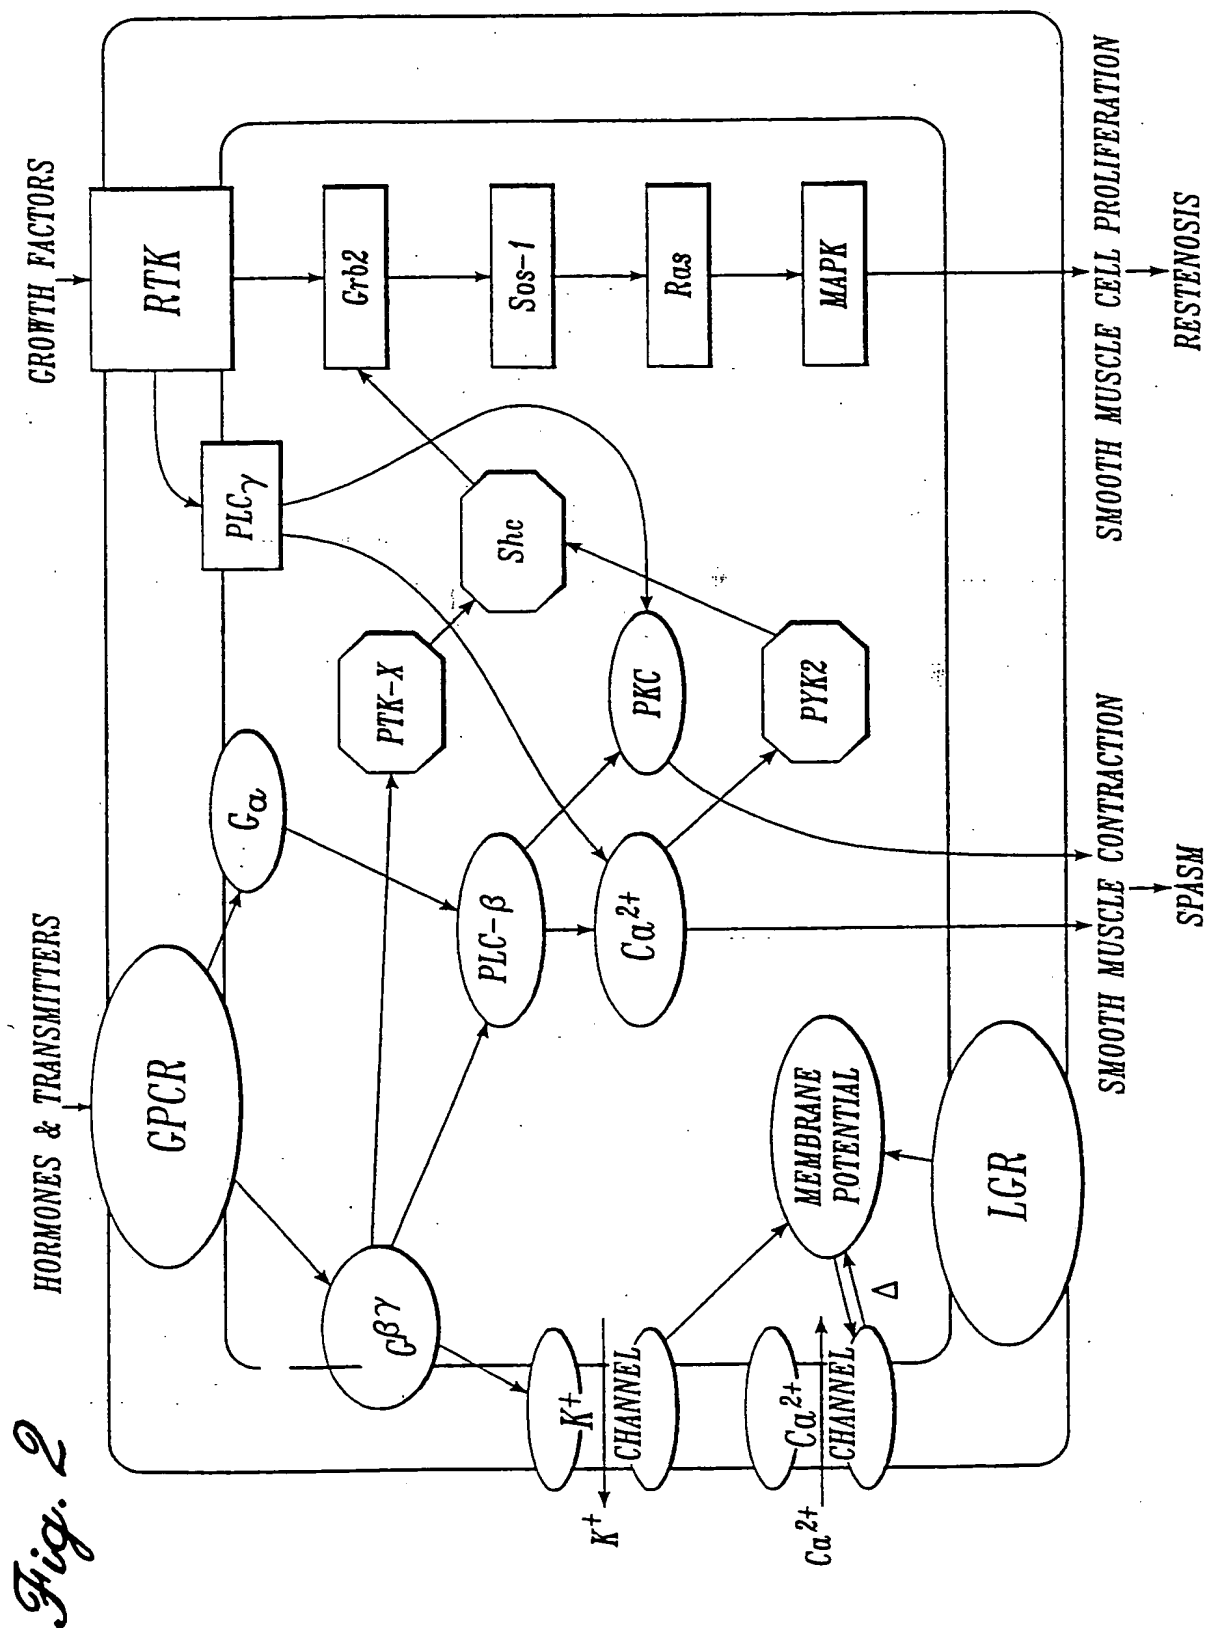 Fig. 2
HORMONES & TRANSMITTERS
GROWTH FACTORS
GPCR
RTK
Gα
PLCγ
Gβγ
PTK-X
Grb2
PLC-β
Shc
Sos-1
K+
K+
CHANNEL
Ca2+
PKC
Ras
Ca2+
Ca2+
CHANNEL
Δ
MEMBRANE
POTENTIAL
PYK2
MAPK
LGR
SMOOTH MUSCLE CONTRACTION
SMOOTH MUSCLE CELL PROLIFERATION
SPASM
RESTENOSIS